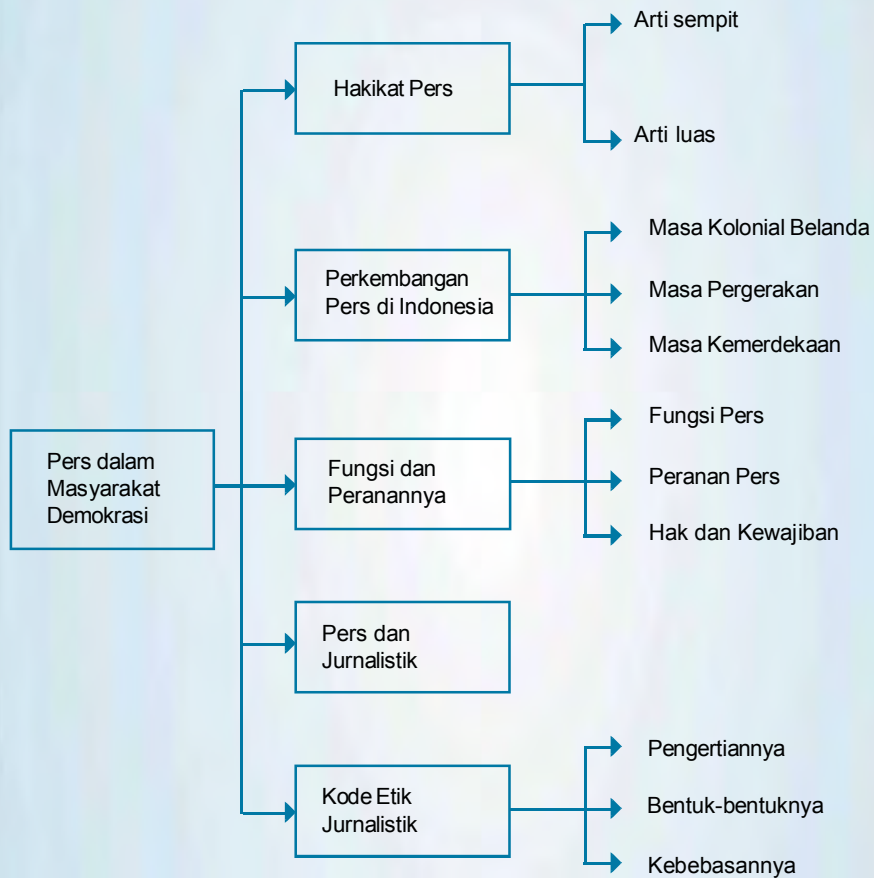 Pers dalam
Masyarakat
Demokrasi
Hakikat Pers
Arti sempit
Arti luas
Perkembangan
Pers di Indonesia
Masa Kolonial Belanda
Masa Pergerakan
Masa Kemerdekaan
Fungsi dan
Peranannya
Fungsi Pers
Peranan Pers
Hak dan Kewajiban
Pers dan
Jurnalistik
Kode Etik
Jurnalistik
Pengertiannya
Bentuk-bentuknya
Kebebasannya